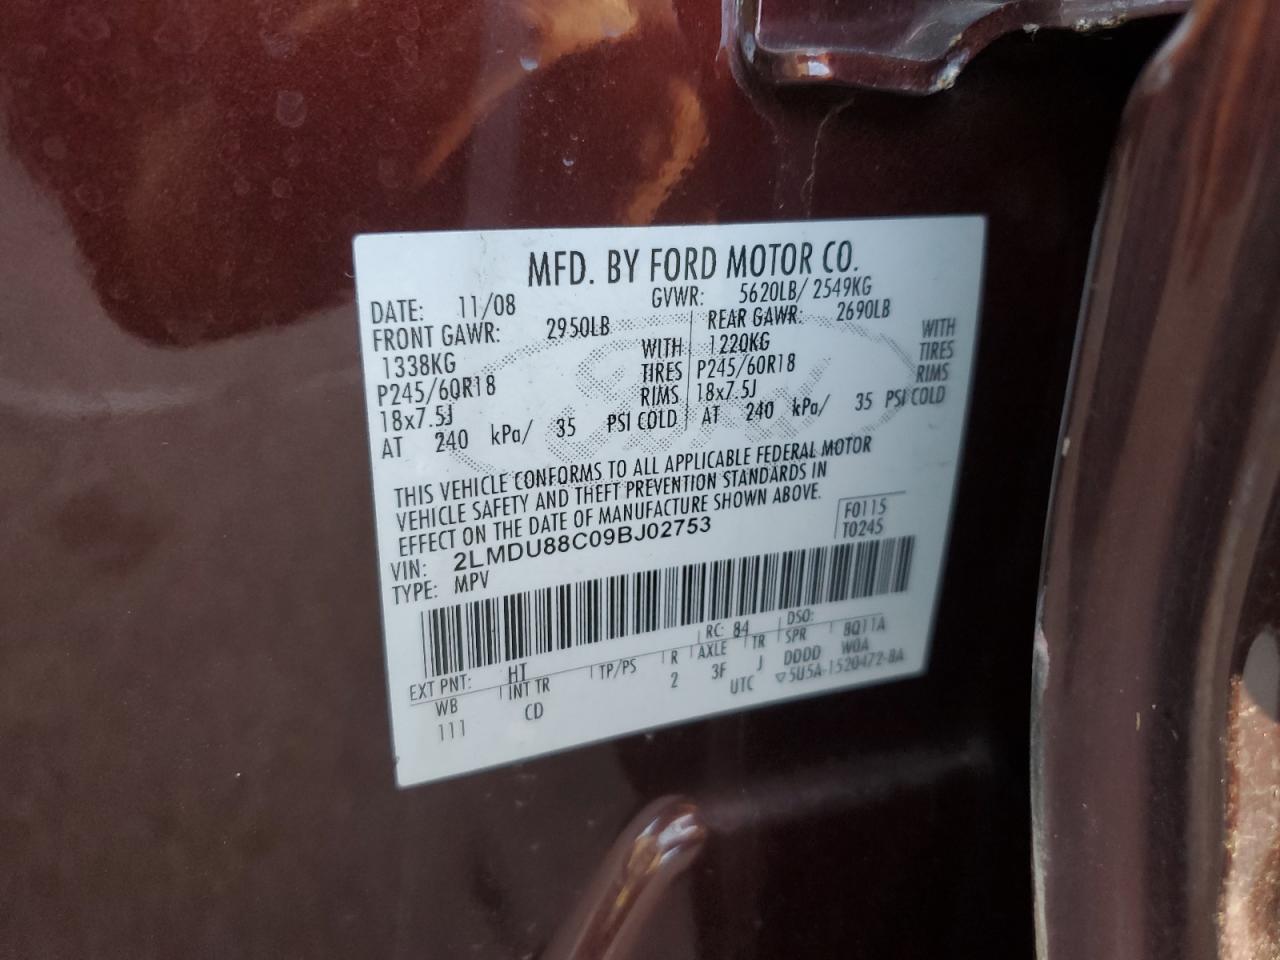 MFD. BY FORD MOTOR CO.
DATE: 11/08 GVWR: 5620LB/ 2549KG
FRONT GAWR: 2950LB REAR GAWR: 2690LB
1338KG WITH 1220KG WITH
P245/60R18 TIRES P245/60R18 TIRES
18x7.5J RIMS 18x7.5J RIMS
AT 240 kPa/ 35 PSI COLD AT 240 kPa/ 35 PSI COLD
THIS VEHICLE CONFORMS TO ALL APPLICABLE FEDERAL MOTOR
VEHICLE SAFETY AND THEFT PREVENTION STANDARDS IN
EFFECT ON THE DATE OF MANUFACTURE SHOWN ABOVE.
VIN: 2LMDU88C09BJ02753 F0115
TYPE: MPV T0245
EXT PNT: HT RC: 84 DSO:
WB INT TR TP/PS R AXLE TR SPR 8Q11A
111 CD 2 3F J DDDD W0A
UTC ▽5U5A-1520472-BA